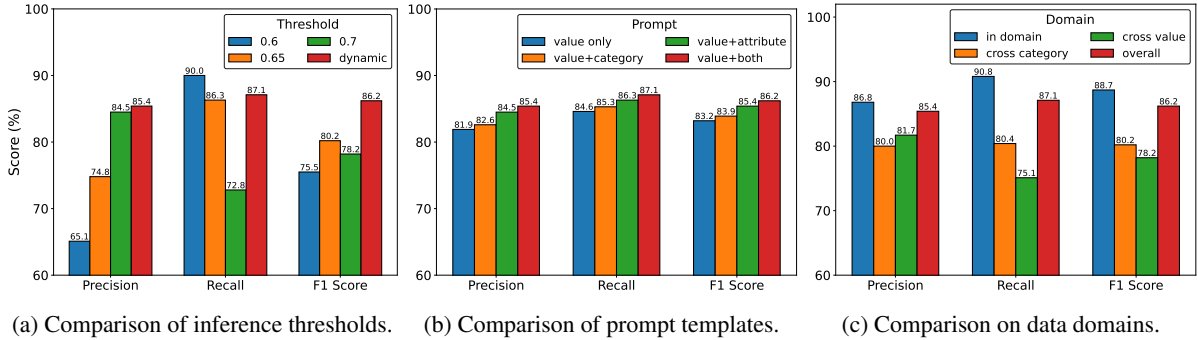 100
90
80
70
60
Score (%)
Threshold
0.6
0.65
0.7
dynamic
65.1
74.8
84.5
85.4
90.0
86.3
72.8
87.1
75.5
80.2
78.2
86.2
Precision
Recall
F1 Score
(a) Comparison of inference thresholds.
100
90
80
70
60
Prompt
value only
value+category
value+attribute
value+both
81.9
82.6
84.5
85.4
84.6
85.3
86.3
87.1
83.2
83.9
85.4
86.2
Precision
Recall
F1 Score
(b) Comparison of prompt templates.
100
90
80
70
60
Domain
in domain
cross category
cross value
overall
86.8
80.0
81.7
85.4
90.8
80.4
75.1
87.1
88.7
80.2
78.2
86.2
Precision
Recall
F1 Score
(c) Comparison on data domains.